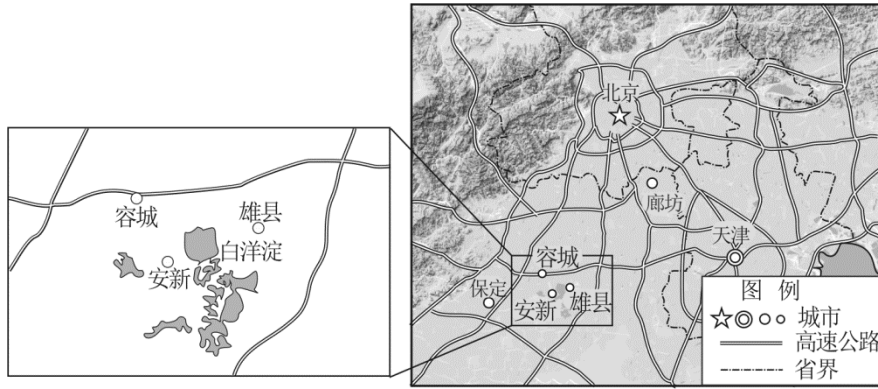 容城
雄县
白洋淀
安新
北京
廊坊
天津
容城
保定
安新
雄县
图 例
城市
高速公路
省界